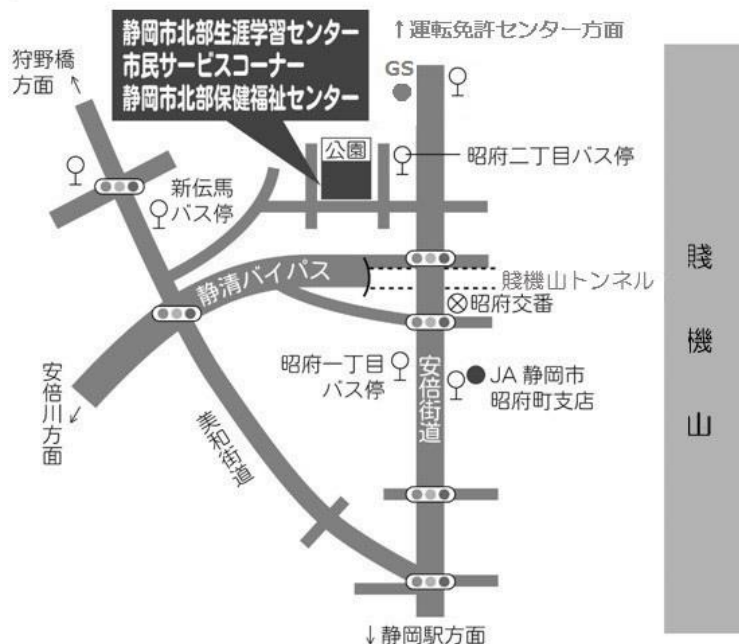 静岡市北部生涯学習センター
市民サービスコーナー
静岡市北部保健福祉センター
↑運転免許センター方面
狩野橋
方面
GS
公園
昭府二丁目バス停
新伝馬
バス停
静清バイパス
賤機山トンネル
昭府交番
昭府一丁目
バス停
安倍街道
JA 静岡市
昭府町支店
安倍川方面
美和街道
賤機山
↓静岡駅方面